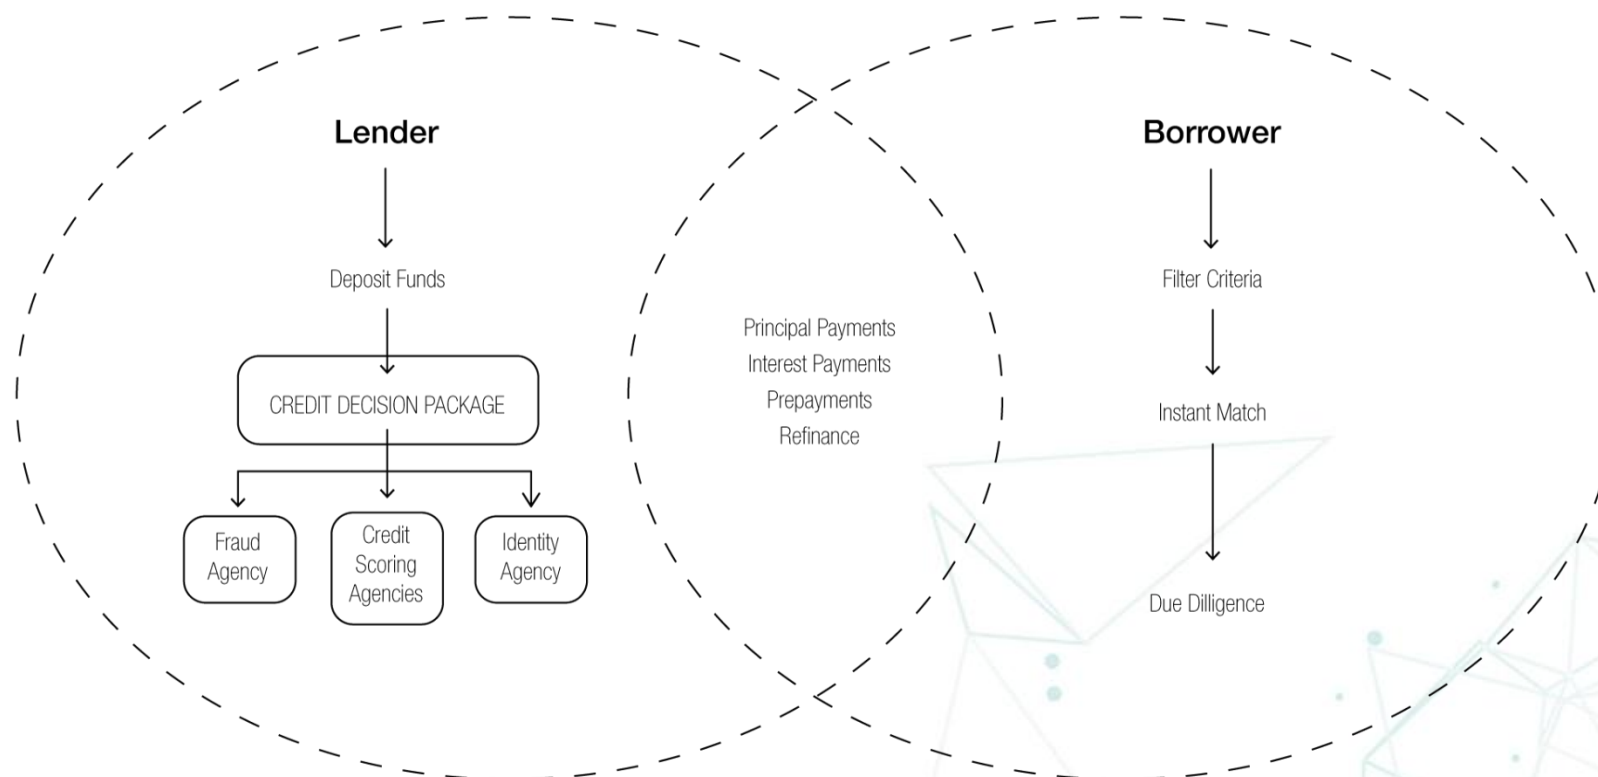 Lender
Deposit Funds
CREDIT DECISION PACKAGE
Fraud
Agency
Credit
Scoring
Agencies
Identity
Agency
Principal Payments
Interest Payments
Prepayments
Refinance
Borrower
Filter Criteria
Instant Match
Due Dilligence